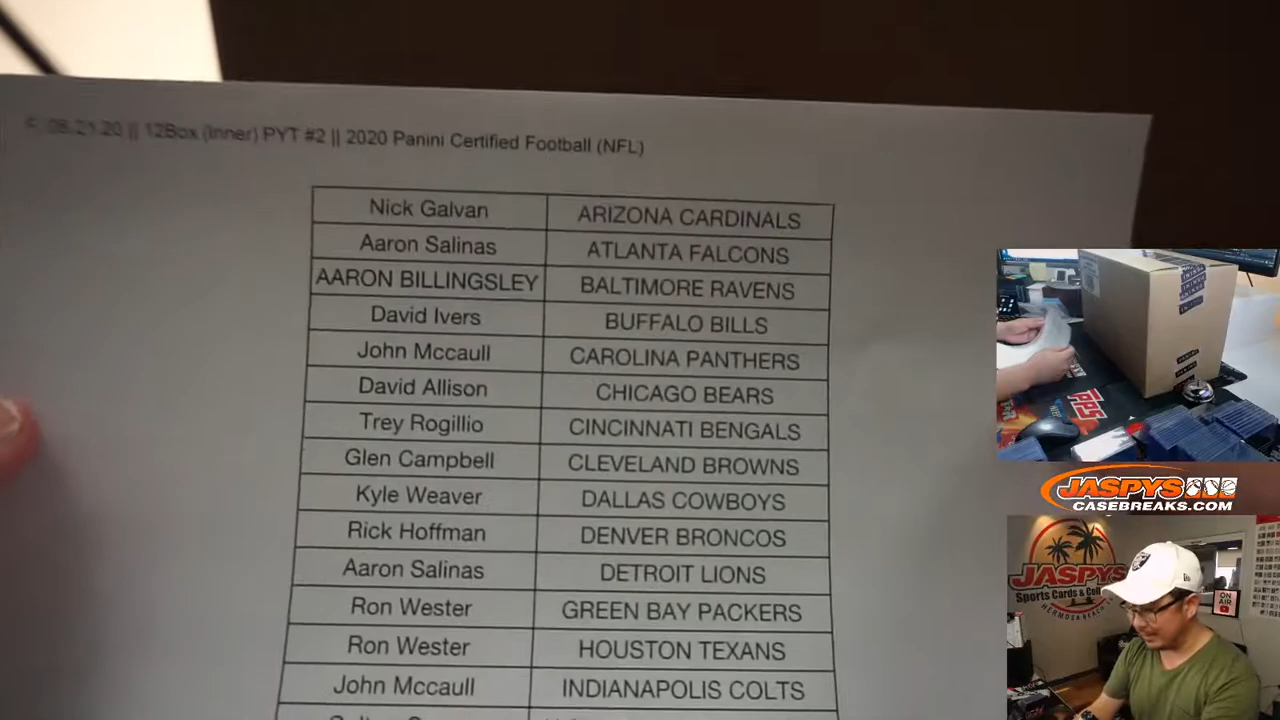 08.21.20 || 12Box (Inner) PYT #2 || 2020 Panini Certified Football (NFL)
Nick Galvan ARIZONA CARDINALS
Aaron Salinas ATLANTA FALCONS
AARON BILLINGSLEY BALTIMORE RAVENS
David Ivers BUFFALO BILLS
John Mccaull CAROLINA PANTHERS
David Allison CHICAGO BEARS
Trey Rogillio CINCINNATI BENGALS
Glen Campbell CLEVELAND BROWNS
Kyle Weaver DALLAS COWBOYS
Rick Hoffman DENVER BRONCOS
Aaron Salinas DETROIT LIONS
Ron Wester GREEN BAY PACKERS
Ron Wester HOUSTON TEXANS
John Mccaull INDIANAPOLIS COLTS
JASPYS
CASEBREAKS.COM
JASPYS
Sports Cards & Coll
HERMOSA BEACH
ON AIR